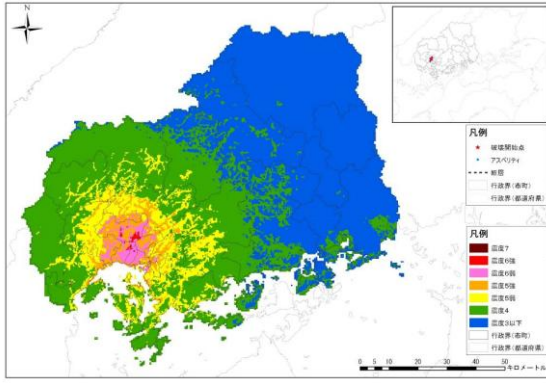 N
凡例
破壊開始点
アスペリティ
断層
行政界(市町)
行政界(都道府県)
凡例
震度7
震度6強
震度6弱
震度5強
震度5弱
震度4
震度3以下
行政界(市町)
行政界(都道府県)
0 5 10 20 30 40 50
キロメートル